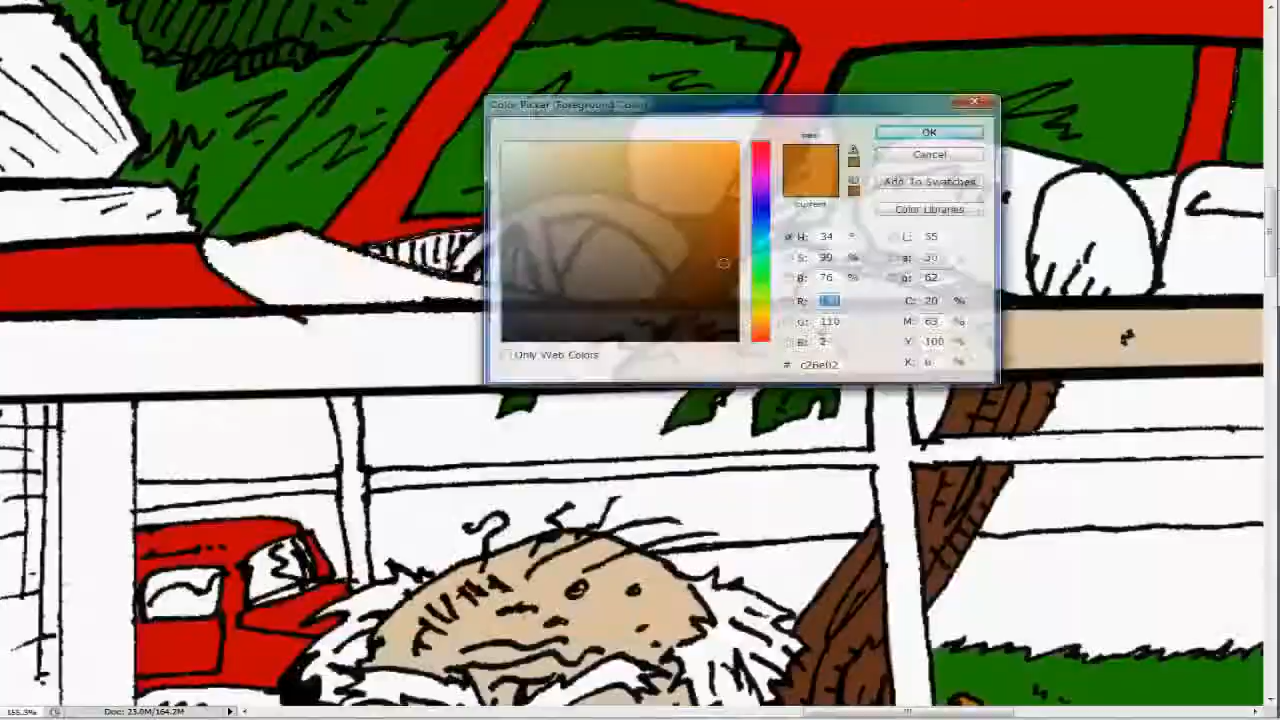 Color Picker (Foreground Color)
new
OK
Cancel
Add To Swatches
current
Color Libraries
H: 34 °
L: 55
S: 99 %
a: 30
B: 76 %
b: 62
R:
C: 20 %
G: 110
M: 63 %
B: 2
Y: 100 %
# c26e02
K: 6 %
Only Web Colors
Doc: 23.0M/164.2M